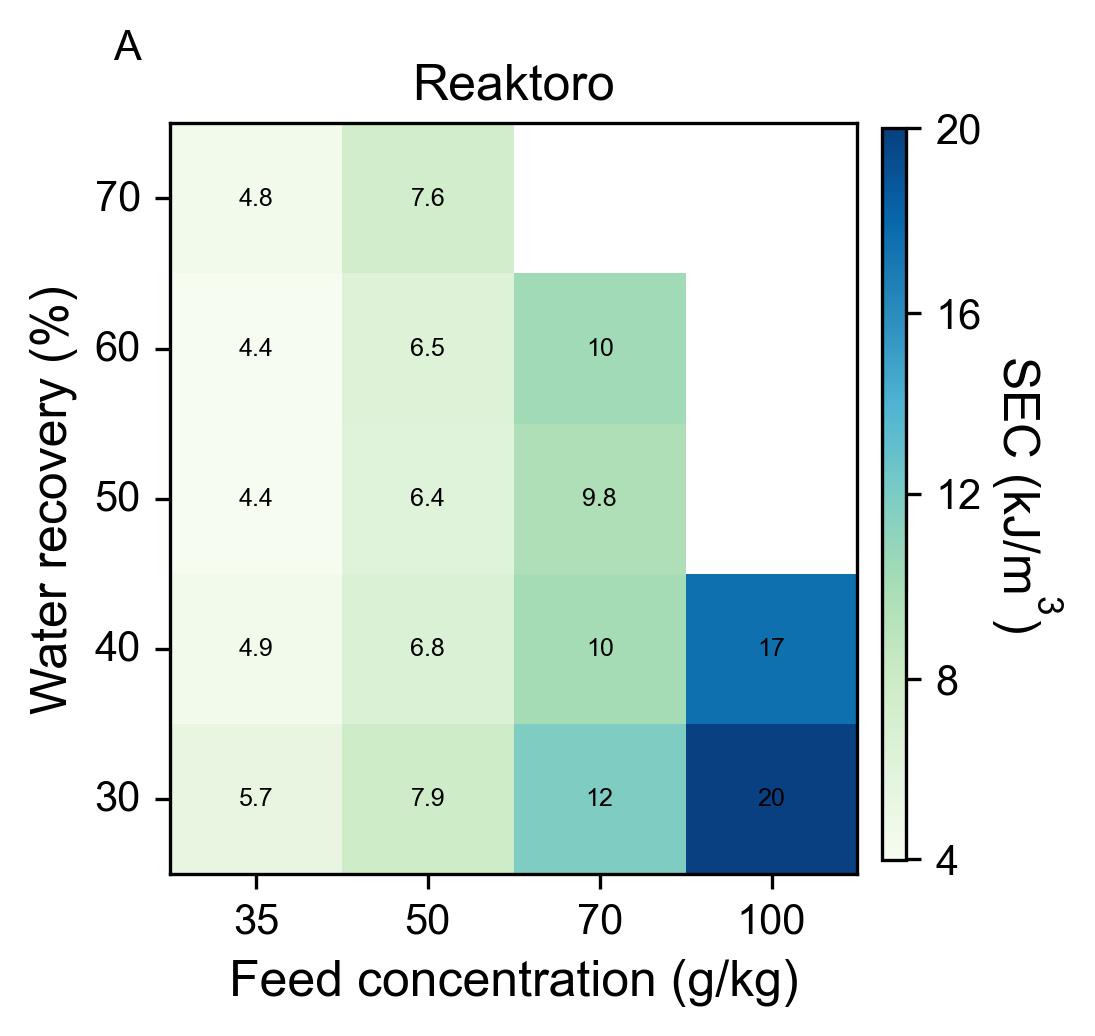 A
Reaktoro
70 4.8 7.6
60 4.4 6.5 10
50 4.4 6.4 9.8
40 4.9 6.8 10 17
30 5.7 7.9 12 20
35 50 70 100
Feed concentration (g/kg)
Water recovery (%)
20
16
12
8
4
SEC (kJ/m³)